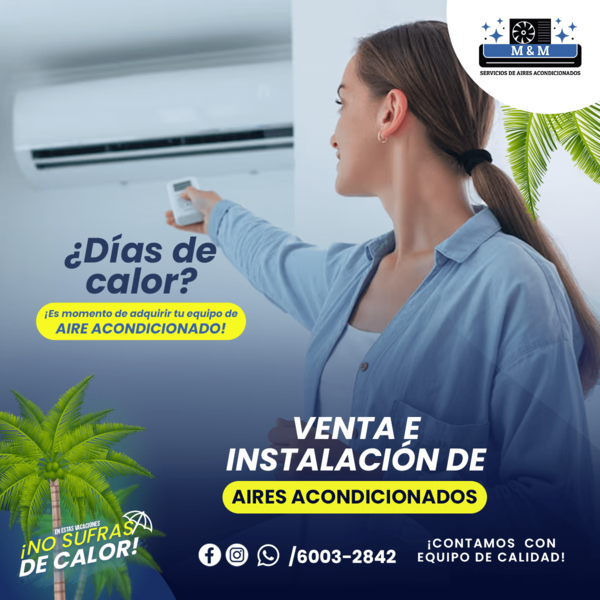 M & M
SERVICIOS DE AIRES ACONDICIONADOS
¿Días de
calor?
¡Es momento de adquirir tu equipo de
AIRE ACONDICIONADO!
VENTA E
INSTALACIÓN DE
AIRES ACONDICIONADOS
EN ESTAS VACACIONES
¡NO SUFRAS
DE CALOR!
/6003-2842
¡CONTAMOS CON
EQUIPO DE CALIDAD!